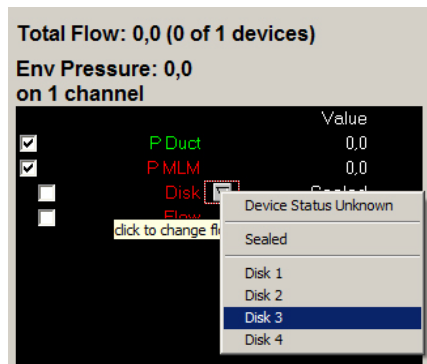 Total Flow: 0,0 (0 of 1 devices)
Env Pressure: 0,0
on 1 channel
Value
P Duct 0,0
P MLM 0,0
Disk Sealed
Flow
click to change
Device Status Unknown
Sealed
Disk 1
Disk 2
Disk 3
Disk 4